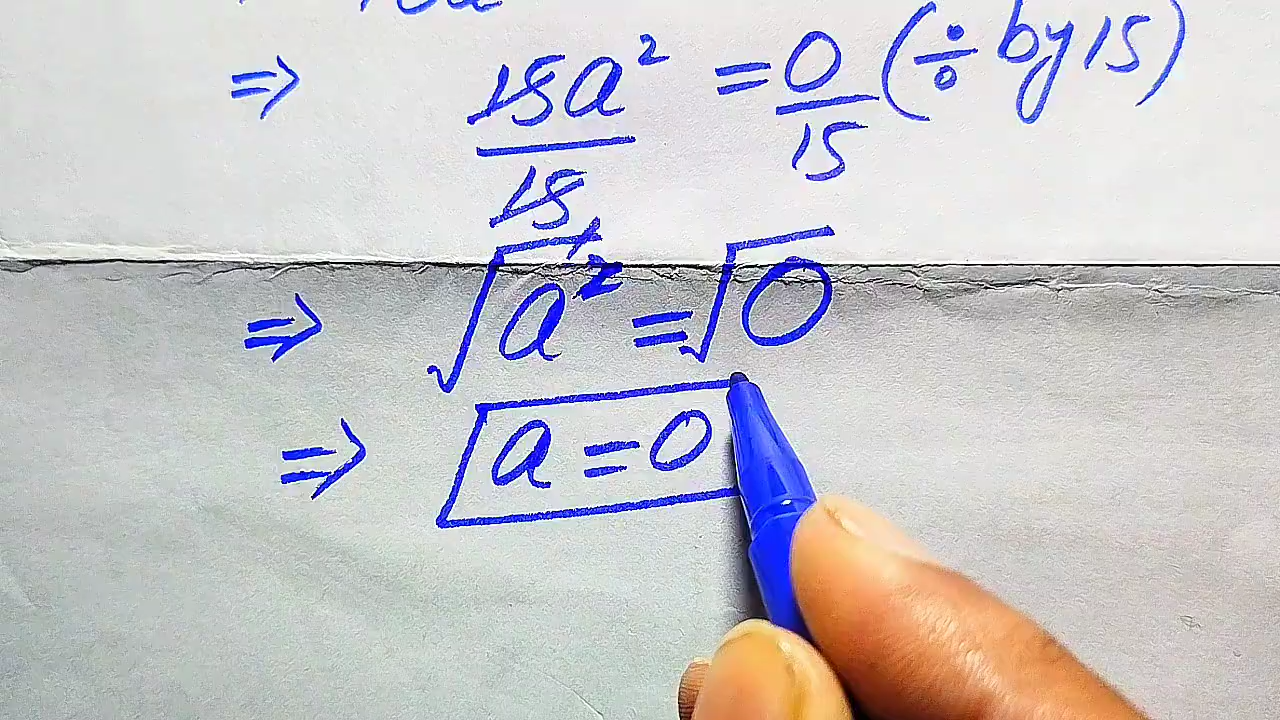 ⇒ 15a²/15 = 0/15 (÷ by 15)
⇒ √a² = √0
⇒ a = 0